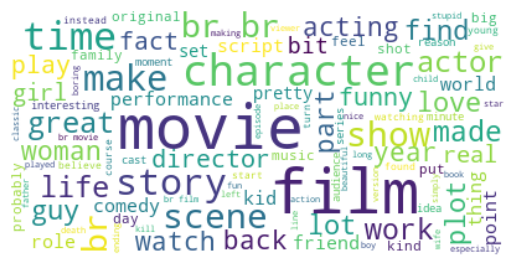 instead making original br br acting find viewer stupid big
time fact script bit feel shot reason young
boring family moment set give
play make character actor
girl interesting performance pretty funny child love world
great part turn series episode place nice watching minute star
woman movie show made
classic director music year real
played br movie cast start audience beautiful long found put book
probably believe life course story fun left film version simply plot thing
father guy comedy scene kid action lot work idea
br day watch back line friend boy kind wife point
role death ending kill br film especially